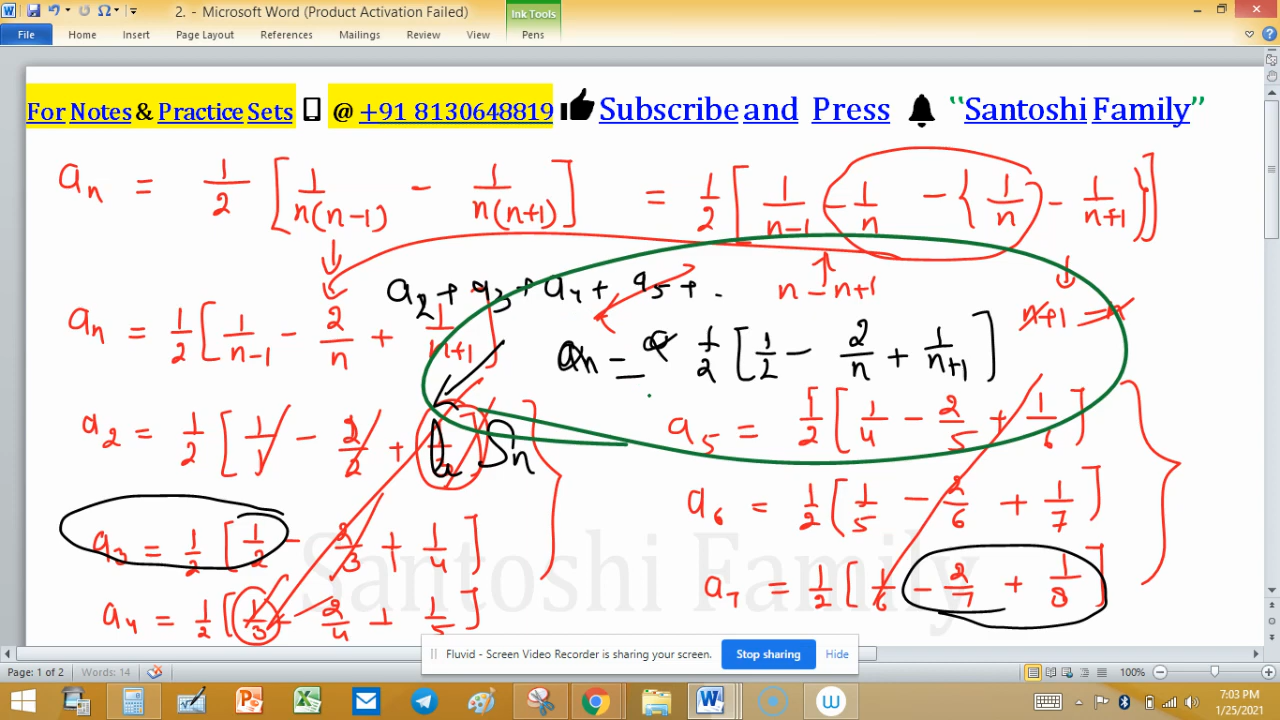 2. - Microsoft Word (Product Activation Failed)
Ink Tools
File Home Insert Page Layout References Mailings Review View Pens
For Notes & Practice Sets @ +91 8130648819 Subscribe and Press "Santoshi Family"
an = 1/2 [1/n(n-1) - 1/n(n+1)] = 1/2 [1/n-1 - 1/n - {1/n - 1/n+1}]
a2 + a3 + a4 + a5 + .. n - n+1
n+1 = n
an = 1/2 [1/n-1 - 2/n + 1/n+1]
an = 1/2 [1/2 - 2/n + 1/n+1]
a2 = 1/2 [1/1 - 2/2 +
Sn
a5 = 1/2 [1/4 - 2/5 + 1/6]
a6 = 1/2 [1/5 - 2/6 + 1/7]
a3 = 1/2 [1/2 - 2/3 + 1/4]
a7 = 1/2 [1/6 - 2/7 + 1/8]
a4 = 1/2 [1/3 - 2/4 + 1/5]
Santoshi Family
Fluvid - Screen Video Recorder is sharing your screen. Stop sharing Hide
Page: 1 of 2 Words: 14 100%
7:03 PM
1/25/2021